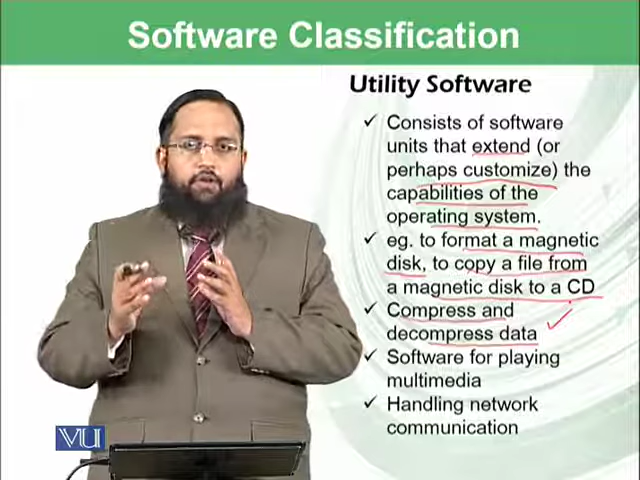 Software Classification
Utility Software
✓ Consists of software
units that extend (or
perhaps customize) the
capabilities of the
operating system.
✓ eg. to format a magnetic
disk, to copy a file from
a magnetic disk to a CD
✓ Compress and
decompress data
✓ Software for playing
multimedia
✓ Handling network
communication
VU